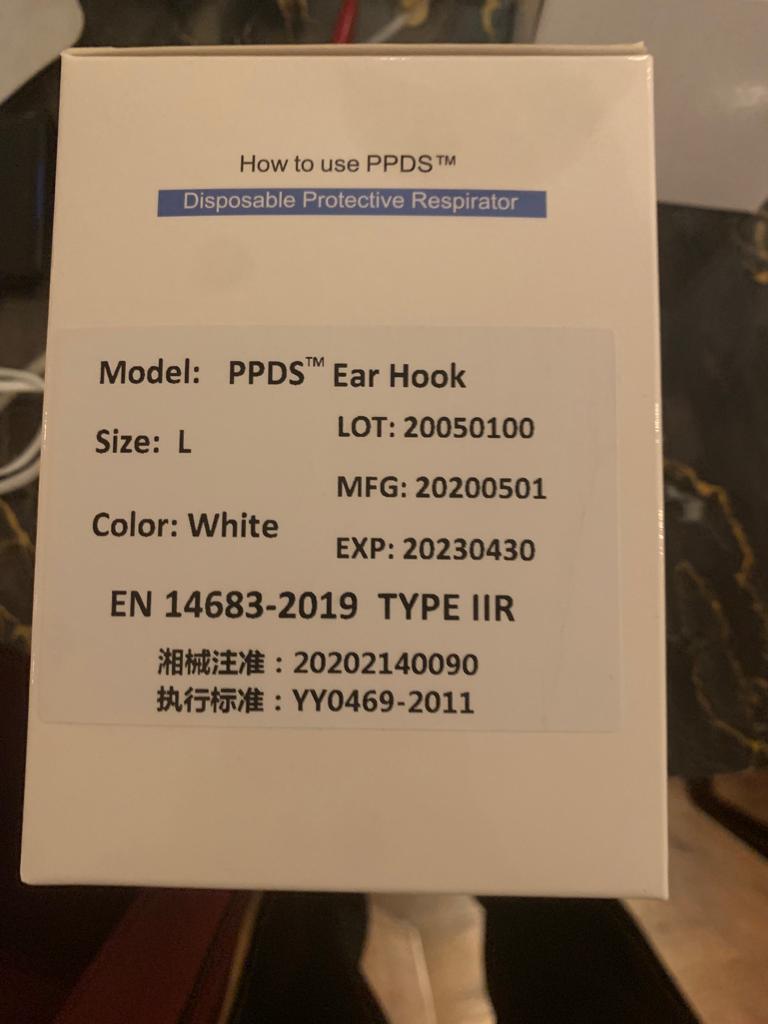 How to use PPDS™
Disposable Protective Respirator
Model: PPDS™ Ear Hook
Size: L
LOT: 20050100
MFG: 20200501
Color: White
EXP: 20230430
EN 14683-2019 TYPE IIR
湘械注准：20202140090
执行标准：YY0469-2011